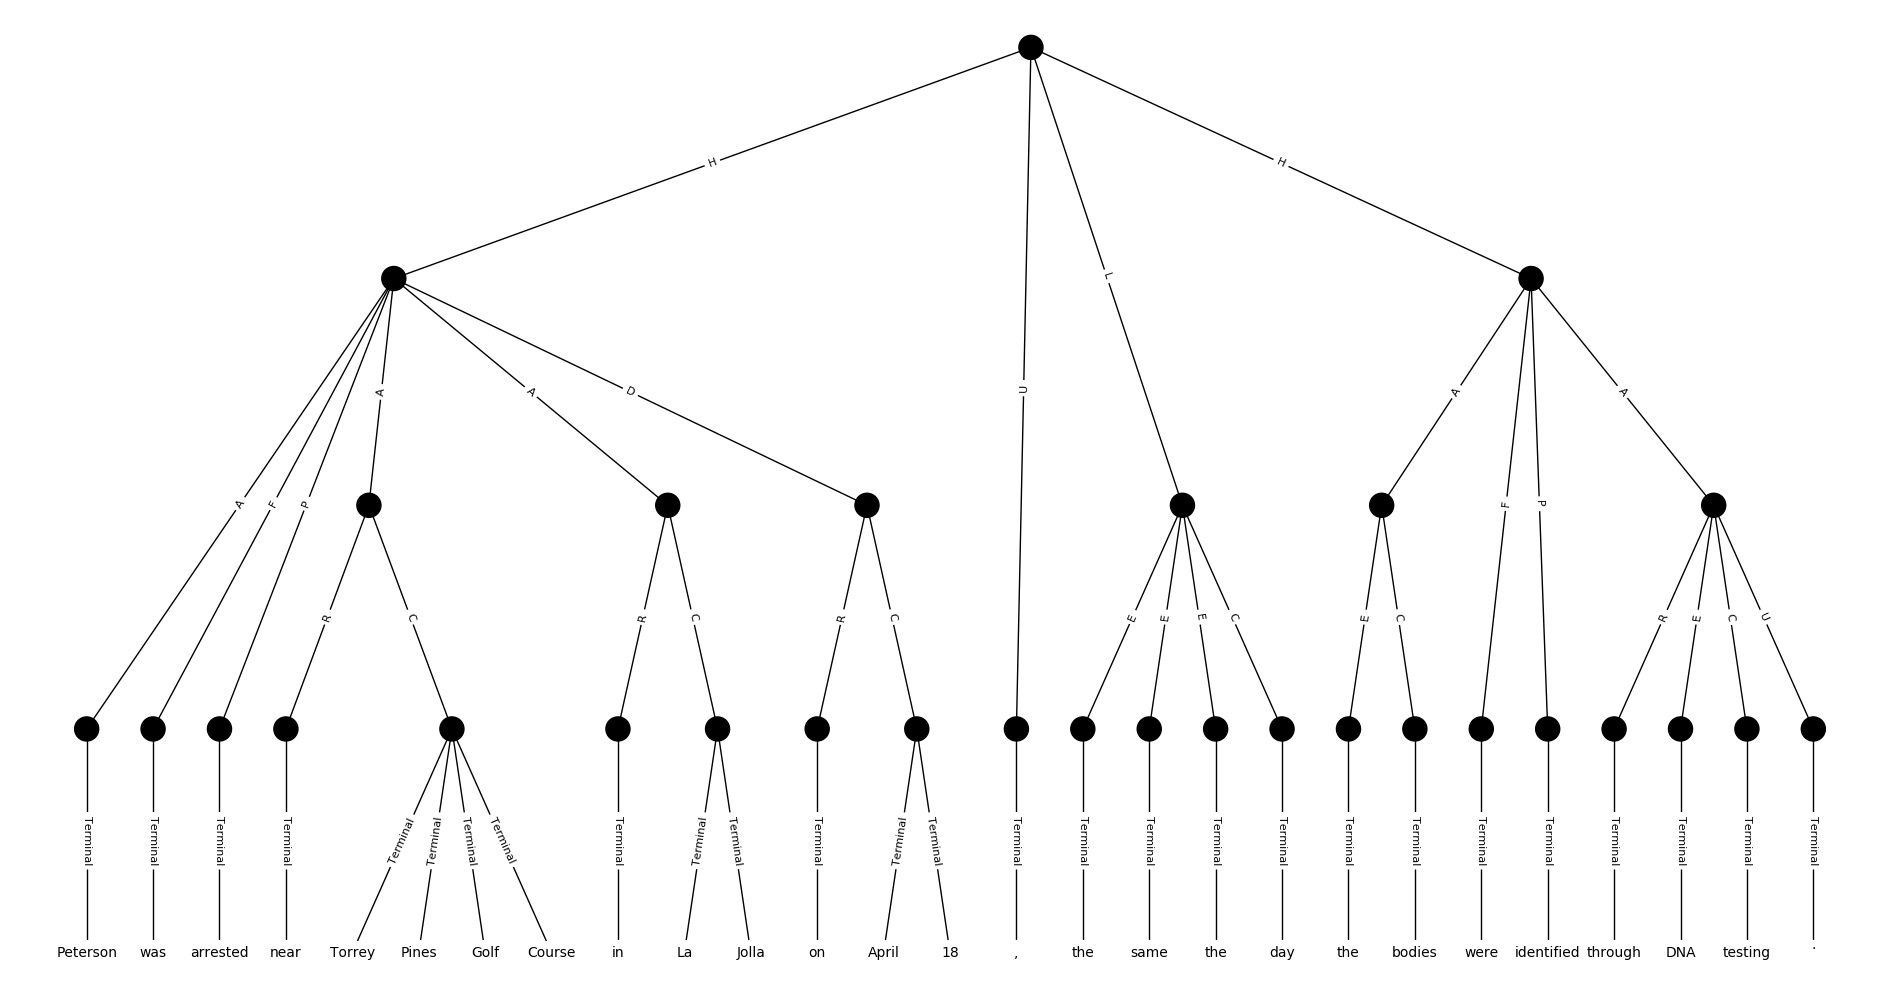 H H
L
A A D U A A
A F P F P
R C R C R C E E E C E C R E C U
Terminal Terminal Terminal Terminal Terminal Terminal Terminal Terminal Terminal Terminal Terminal Terminal Terminal Terminal Terminal Terminal Terminal Terminal Terminal Terminal Terminal Terminal Terminal Terminal Terminal Terminal Terminal
Peterson was arrested near Torrey Pines Golf Course in La Jolla on April 18 , the same the day the bodies were identified through DNA testing .